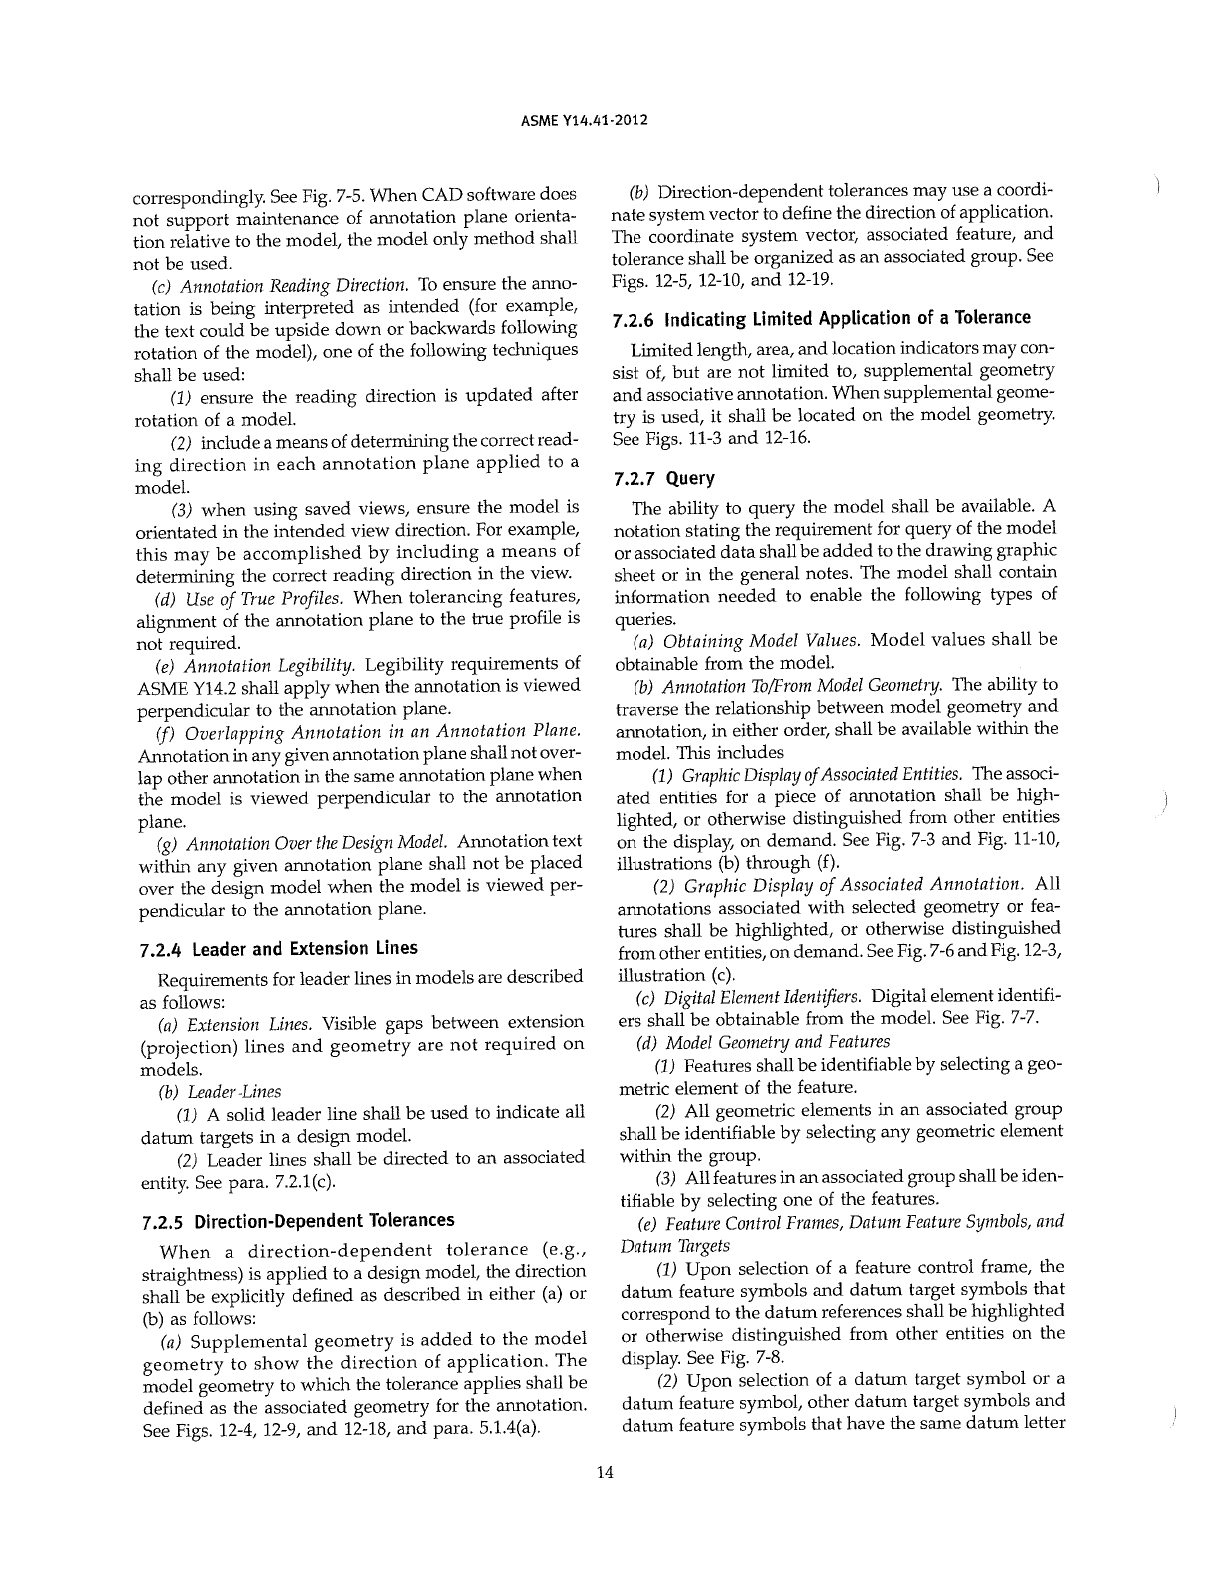 ASME Y14.41-2012
correspondingly. See Fig. 7-5. When CAD software does
not support maintenance of annotation plane orienta-
tion relative to the model, the model only method shall
not be used.
(c) Annotation Reading Direction. To ensure the anno-
tation is being interpreted as intended (for example,
the text could be upside down or backwards following
rotation of the model), one of the following techniques
shall be used:
(1) ensure the reading direction is updated after
rotation of a model.
(2) include a means of determining the correct read-
ing direction in each annotation plane applied to a
model.
(3) when using saved views, ensure the model is
orientated in the intended view direction. For example,
this may be accomplished by including a means of
determining the correct reading direction in the view.
(d) Use of True Profiles. When tolerancing features,
alignment of the annotation plane to the true profile is
not required.
(e) Annotation Legibility. Legibility requirements of
ASME Y14.2 shall apply when the annotation is viewed
perpendicular to the annotation plane.
(f) Overlapping Annotation in an Annotation Plane.
Annotation in any given annotation plane shall not over-
lap other annotation in the same annotation plane when
the model is viewed perpendicular to the annotation
plane.
(g) Annotation Over the Design Model. Annotation text
within any given annotation plane shall not be placed
over the design model when the model is viewed per-
pendicular to the annotation plane.
7.2.4 Leader and Extension Lines
Requirements for leader lines in models are described
as follows:
(a) Extension Lines. Visible gaps between extension
(projection) lines and geometry are not required on
models.
(b) Leader-Lines
(1) A solid leader line shall be used to indicate all
datum targets in a design model.
(2) Leader lines shall be directed to an associated
entity. See para. 7.2.1(c).
7.2.5 Direction-Dependent Tolerances
When a direction-dependent tolerance (e.g.,
straightness) is applied to a design model, the direction
shall be explicitly defined as described in either (a) or
(b) as follows:
(a) Supplemental geometry is added to the model
geometry to show the direction of application. The
model geometry to which the tolerance applies shall be
defined as the associated geometry for the annotation.
See Figs. 12-4, 12-9, and 12-18, and para. 5.1.4(a).
(b) Direction-dependent tolerances may use a coordi-
nate system vector to define the direction of application.
The coordinate system vector, associated feature, and
tolerance shall be organized as an associated group. See
Figs. 12-5, 12-10, and 12-19.
7.2.6 Indicating Limited Application of a Tolerance
Limited length, area, and location indicators may con-
sist of, but are not limited to, supplemental geometry
and associative annotation. When supplemental geome-
try is used, it shall be located on the model geometry.
See Figs. 11-3 and 12-16.
7.2.7 Query
The ability to query the model shall be available. A
notation stating the requirement for query of the model
or associated data shall be added to the drawing graphic
sheet or in the general notes. The model shall contain
information needed to enable the following types of
queries.
(a) Obtaining Model Values. Model values shall be
obtainable from the model.
(b) Annotation To/From Model Geometry. The ability to
traverse the relationship between model geometry and
annotation, in either order, shall be available within the
model. This includes
(1) Graphic Display of Associated Entities. The associ-
ated entities for a piece of annotation shall be high-
lighted, or otherwise distinguished from other entities
on the display, on demand. See Fig. 7-3 and Fig. 11-10,
illustrations (b) through (f).
(2) Graphic Display of Associated Annotation. All
annotations associated with selected geometry or fea-
tures shall be highlighted, or otherwise distinguished
from other entities, on demand. See Fig. 7-6 and Fig. 12-3,
illustration (c).
(c) Digital Element Identifiers. Digital element identifi-
ers shall be obtainable from the model. See Fig. 7-7.
(d) Model Geometry and Features
(1) Features shall be identifiable by selecting a geo-
metric element of the feature.
(2) All geometric elements in an associated group
shall be identifiable by selecting any geometric element
within the group.
(3) All features in an associated group shall be iden-
tifiable by selecting one of the features.
(e) Feature Control Frames, Datum Feature Symbols, and
Datum Targets
(1) Upon selection of a feature control frame, the
datum feature symbols and datum target symbols that
correspond to the datum references shall be highlighted
or otherwise distinguished from other entities on the
display. See Fig. 7-8.
(2) Upon selection of a datum target symbol or a
datum feature symbol, other datum target symbols and
datum feature symbols that have the same datum letter
14